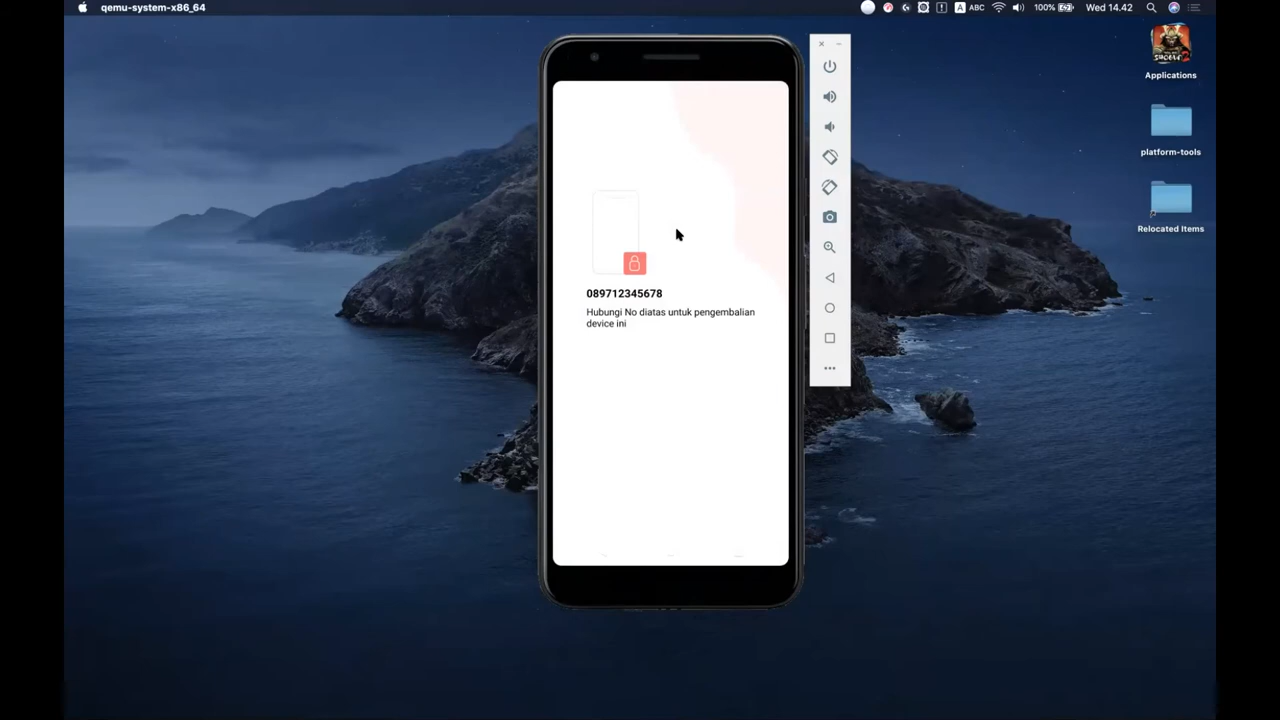 qemu-system-x86_64
A ABC 100% Wed 14.42
Applications
platform-tools
Relocated Items
089712345678
Hubungi No diatas untuk pengembalian
device ini